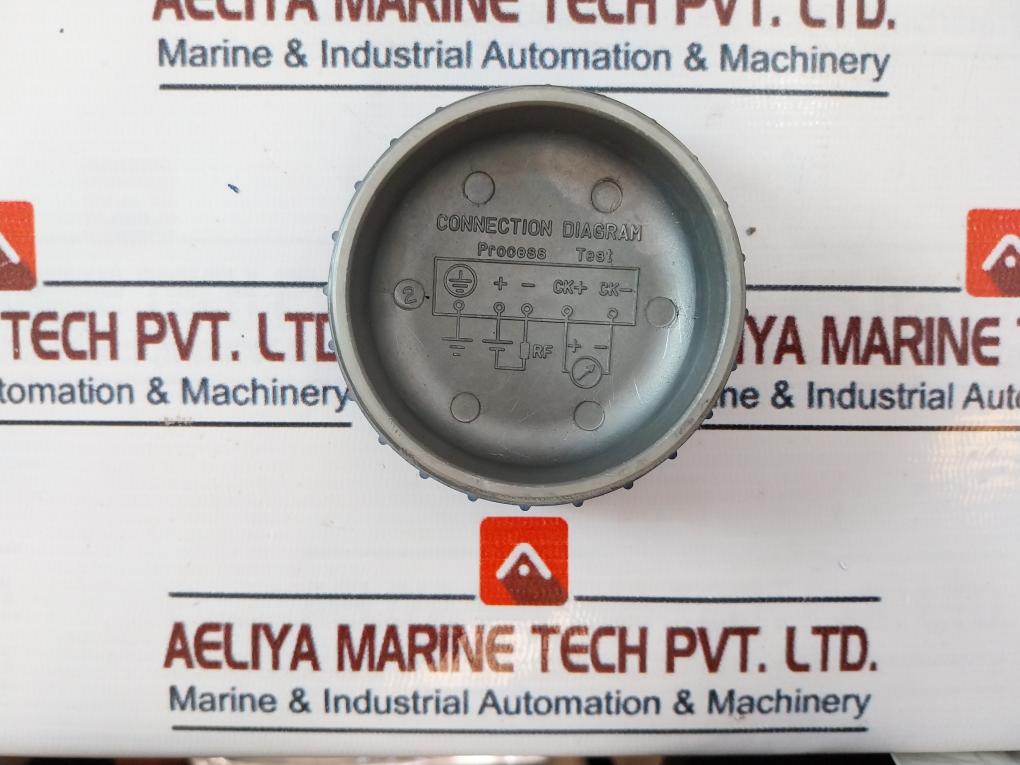 AELIYA MARINE TECH PVT. LTD.
Marine & Industrial Automation & Machinery
CONNECTION DIAGRAM
Process Test
+ - CK+ CK-
2
RF
+ -
TECH PVT. LTD
tomation & Machinery
IYA MARINE TE
ne & Industrial Auto
AELIYA MARINE TECH PVT. LTD.
Marine & Industrial Automation & Machinery